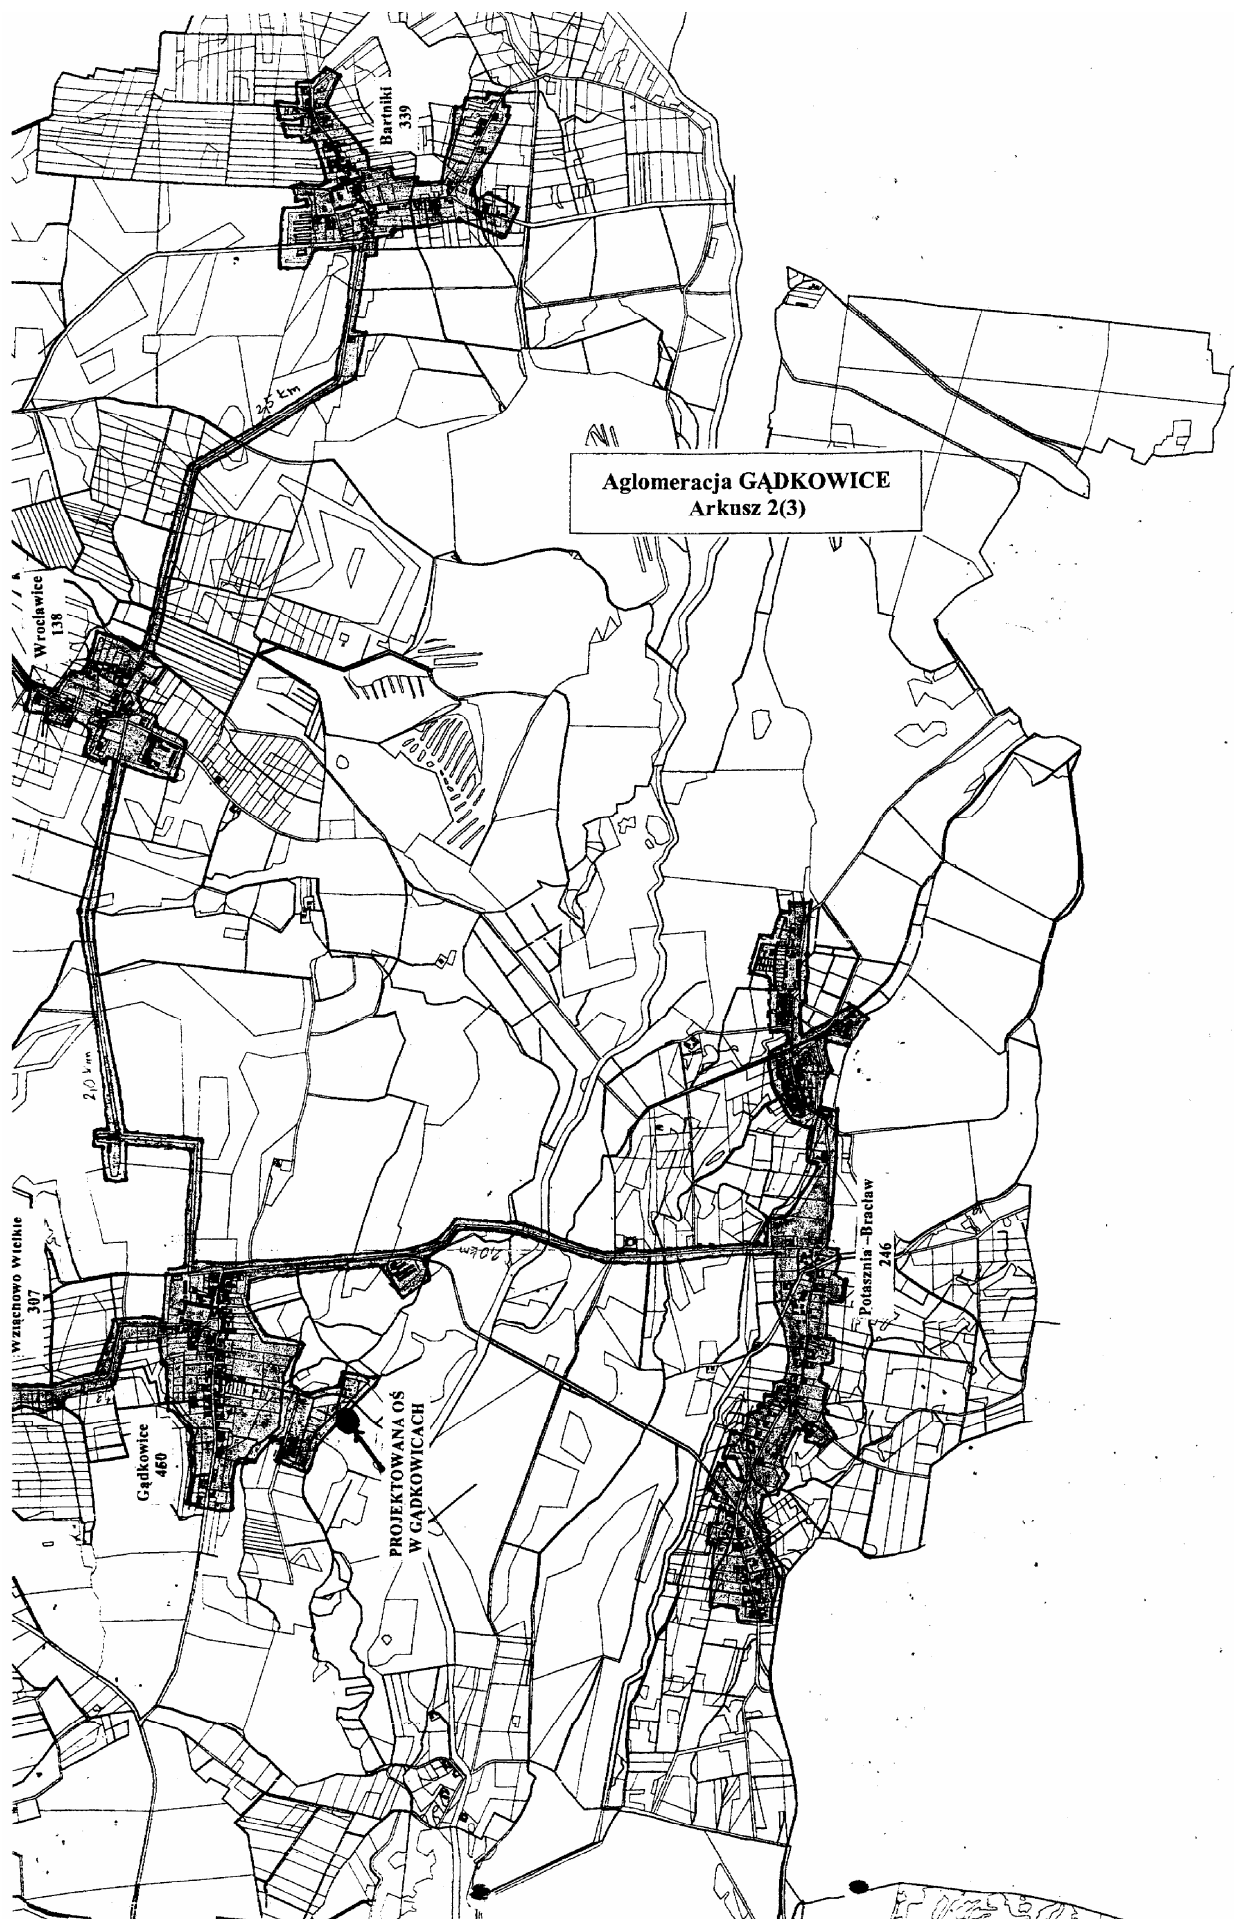 Bartniki
339
2,5 km
Aglomeracja GĄDKOWICE
Arkusz 2(3)
Wrocławice
138
2,0 km
Wziąchowo Wielkie
307
2,0 km
Potasznia -Bracław
246
Gądkowice
460
PROJEKTOWANA OŚ
W GĄDKOWICACH